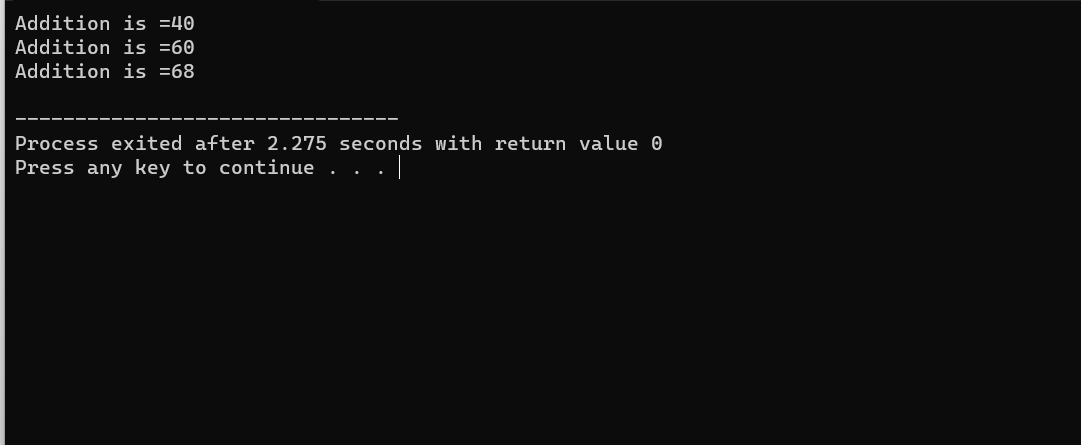 Addition is =40
Addition is =60
Addition is =68
--------------------------------
Process exited after 2.275 seconds with return value 0
Press any key to continue . . .